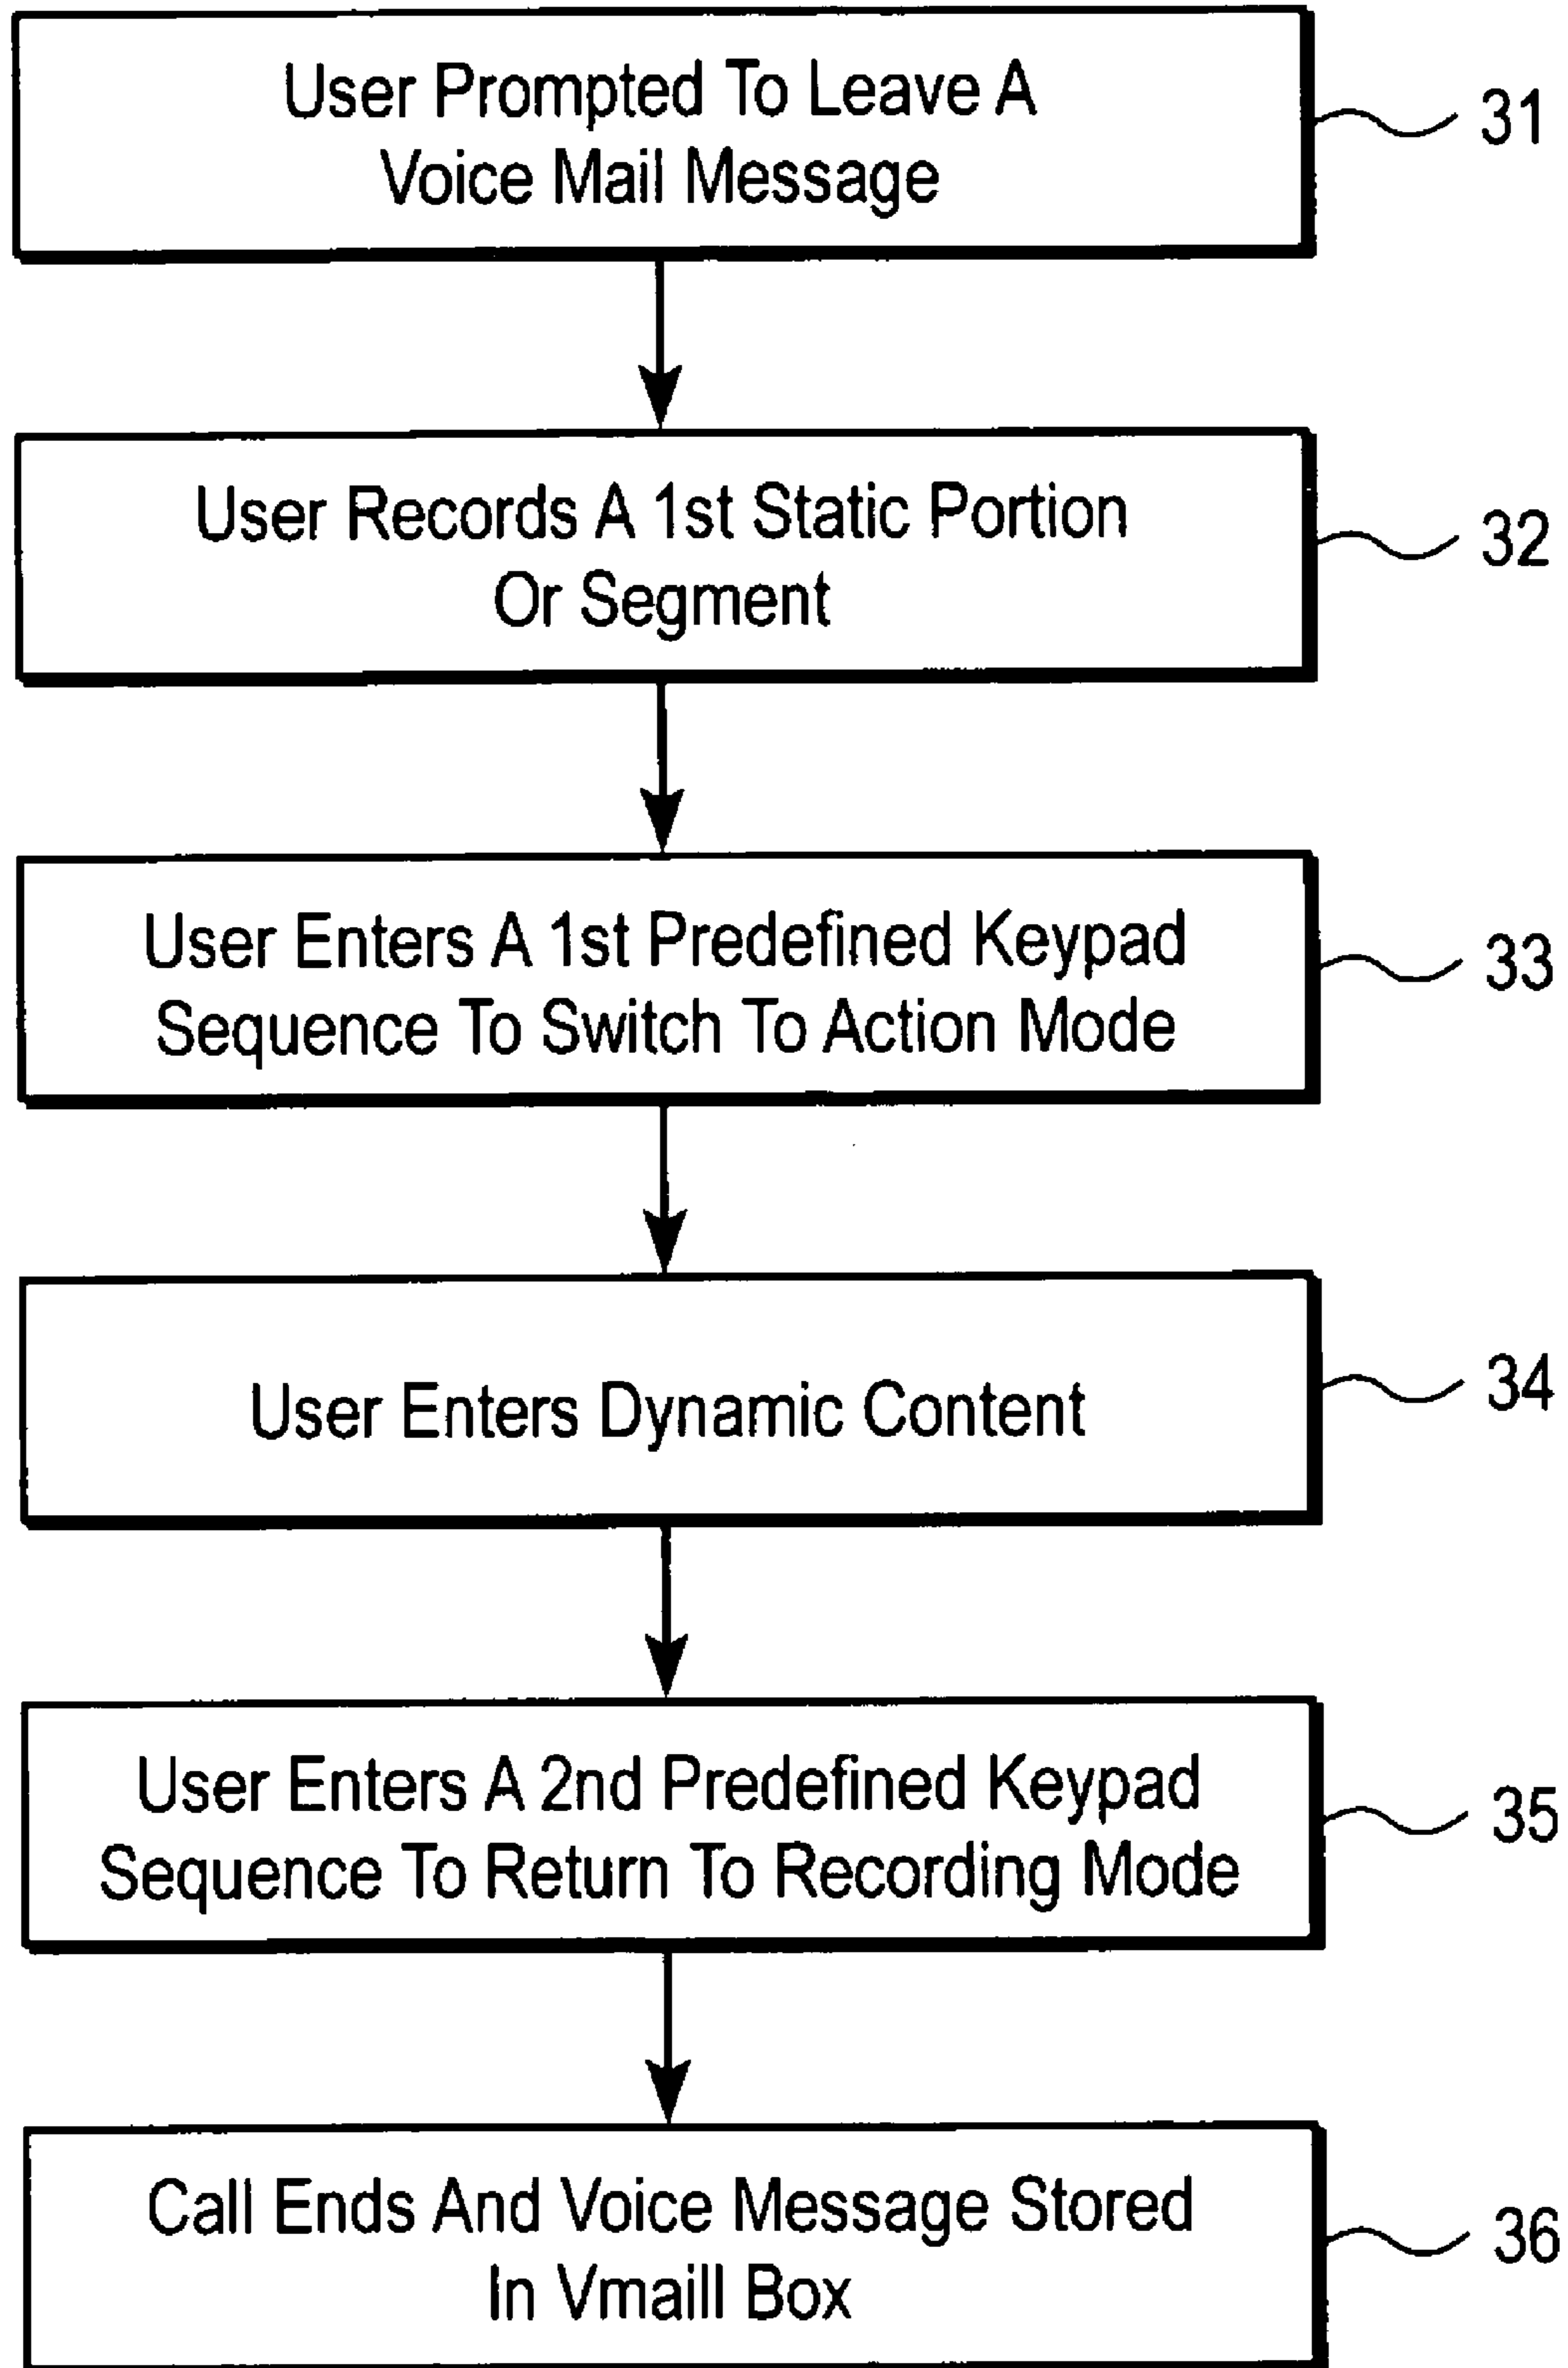 User Prompted To Leave A
Voice Mail Message
31
User Records A 1st Static Portion
Or Segment
32
User Enters A 1st Predefined Keypad
Sequence To Switch To Action Mode
33
User Enters Dynamic Content
34
User Enters A 2nd Predefined Keypad
Sequence To Return To Recording Mode
35
Call Ends And Voice Message Stored
In Vmaill Box
36